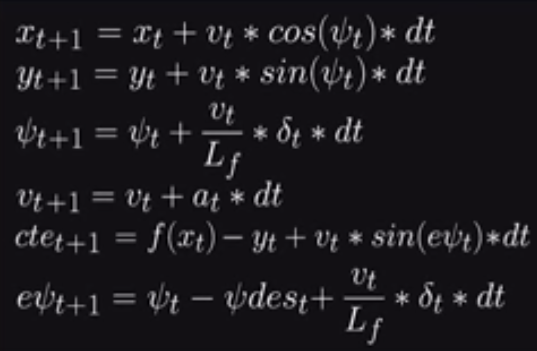 x_{t+1} = x_t + v_t * cos(ψ_t) * dt
y_{t+1} = y_t + v_t * sin(ψ_t) * dt
ψ_{t+1} = ψ_t + \frac{v_t}{L_f} * δ_t * dt
v_{t+1} = v_t + a_t * dt
cte_{t+1} = f(x_t) - y_t + v_t * sin(eψ_t) * dt
eψ_{t+1} = ψ_t - ψdes_t + \frac{v_t}{L_f} * δ_t * dt